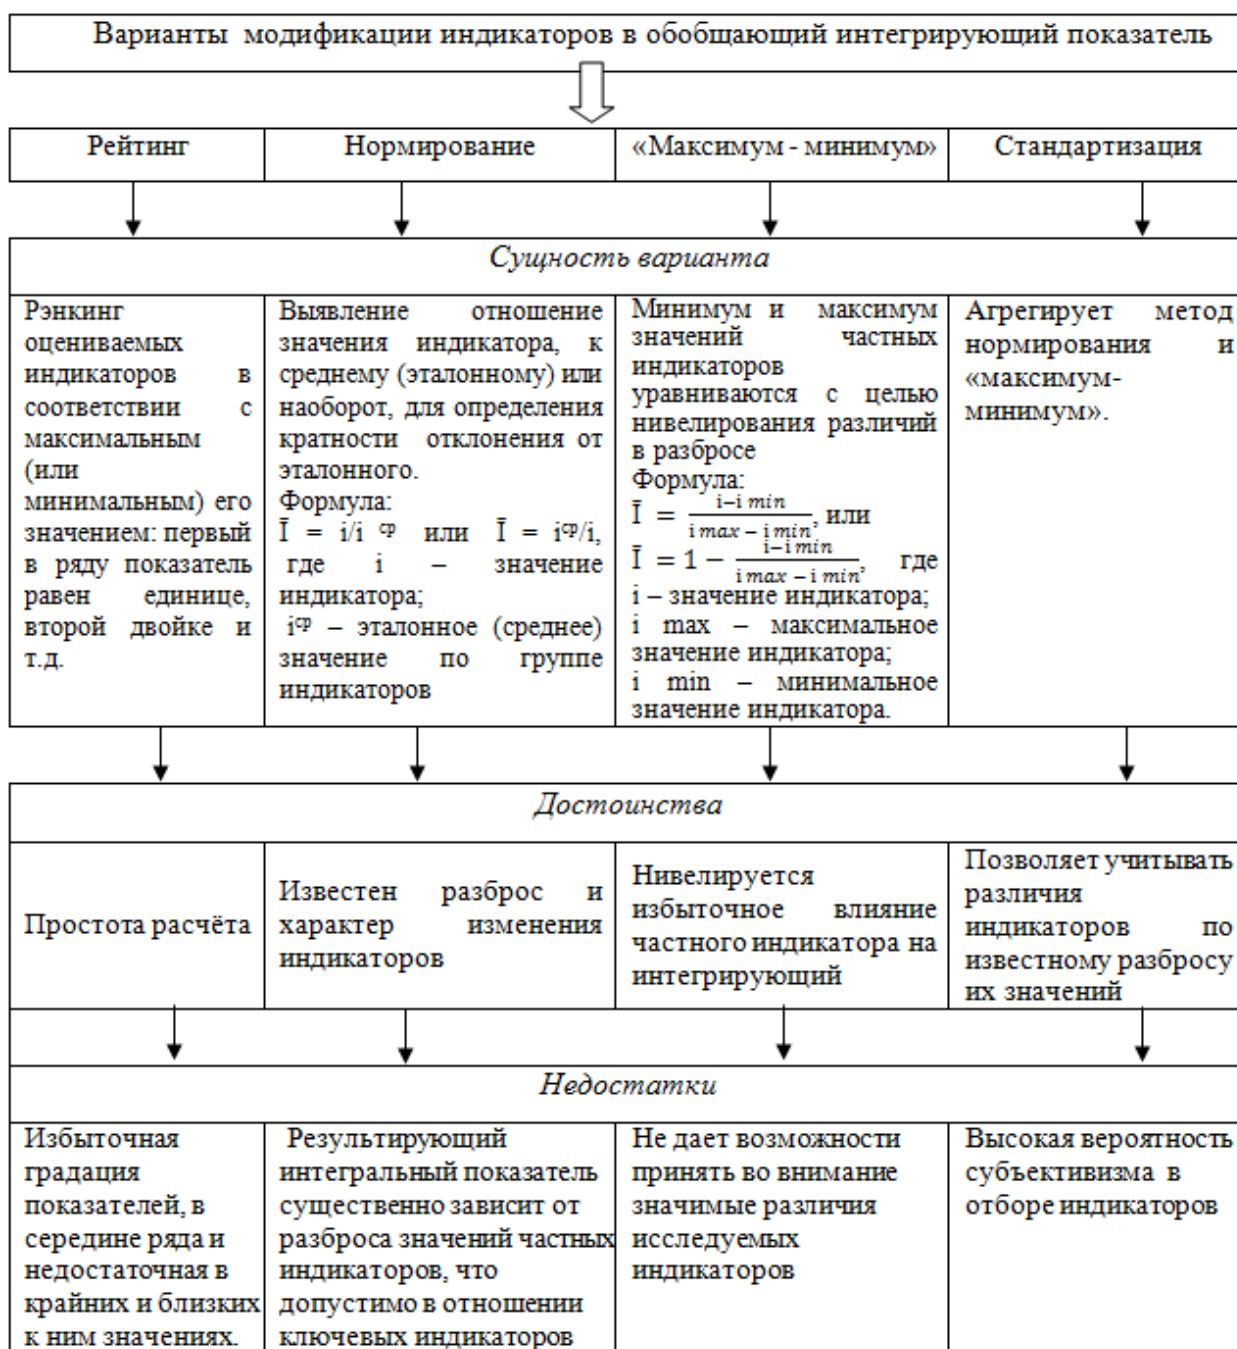 Варианты модификации индикаторов в обобщающий интегрирующий показатель
Рейтинг
Нормирование
«Максимум - минимум»
Стандартизация
Сущность варианта
Рэнкинг
оцениваемых
индикаторов в
соответствии с
максимальным
(или
минимальным) его
значением: первый
в ряду показатель
равен единице,
второй двойке и
т.д.
Выявление отношение
значения индикатора, к
среднему (эталонному) или
наоборот, для определения
кратности отклонения от
эталонного.
Формула:
Ī = i/i ᶜᵖ или Ī = iᶜᵖ/i,
где i – значение
индикатора;
iᶜᵖ – эталонное (среднее)
значение по группе
индикаторов
Минимум и максимум
значений частных
индикаторов
уравниваются с целью
нивелирования различий
в разбросе
Формула:
Ī = (i–i min)/(i max – i min), или
Ī = 1 − (i–i min)/(i max – i min), где
i – значение индикатора;
i max – максимальное
значение индикатора;
i min – минимальное
значение индикатора.
Агрегирует метод
нормирования и
«максимум-
минимум».
Достоинства
Простота расчёта
Известен разброс и
характер изменения
индикаторов
Нивелируется
избыточное влияние
частного индикатора на
интегрирующий
Позволяет учитывать
различия
индикаторов по
известному разбросу
их значений
Недостатки
Избыточная
градация
показателей, в
середине ряда и
недостаточная в
крайних и близких
к ним значениях.
Результирующий
интегральный показатель
существенно зависит от
разброса значений частных
индикаторов, что
допустимо в отношении
ключевых индикаторов
Не дает возможности
принять во внимание
значимые различия
исследуемых
индикаторов
Высокая вероятность
субъективизма в
отборе индикаторов